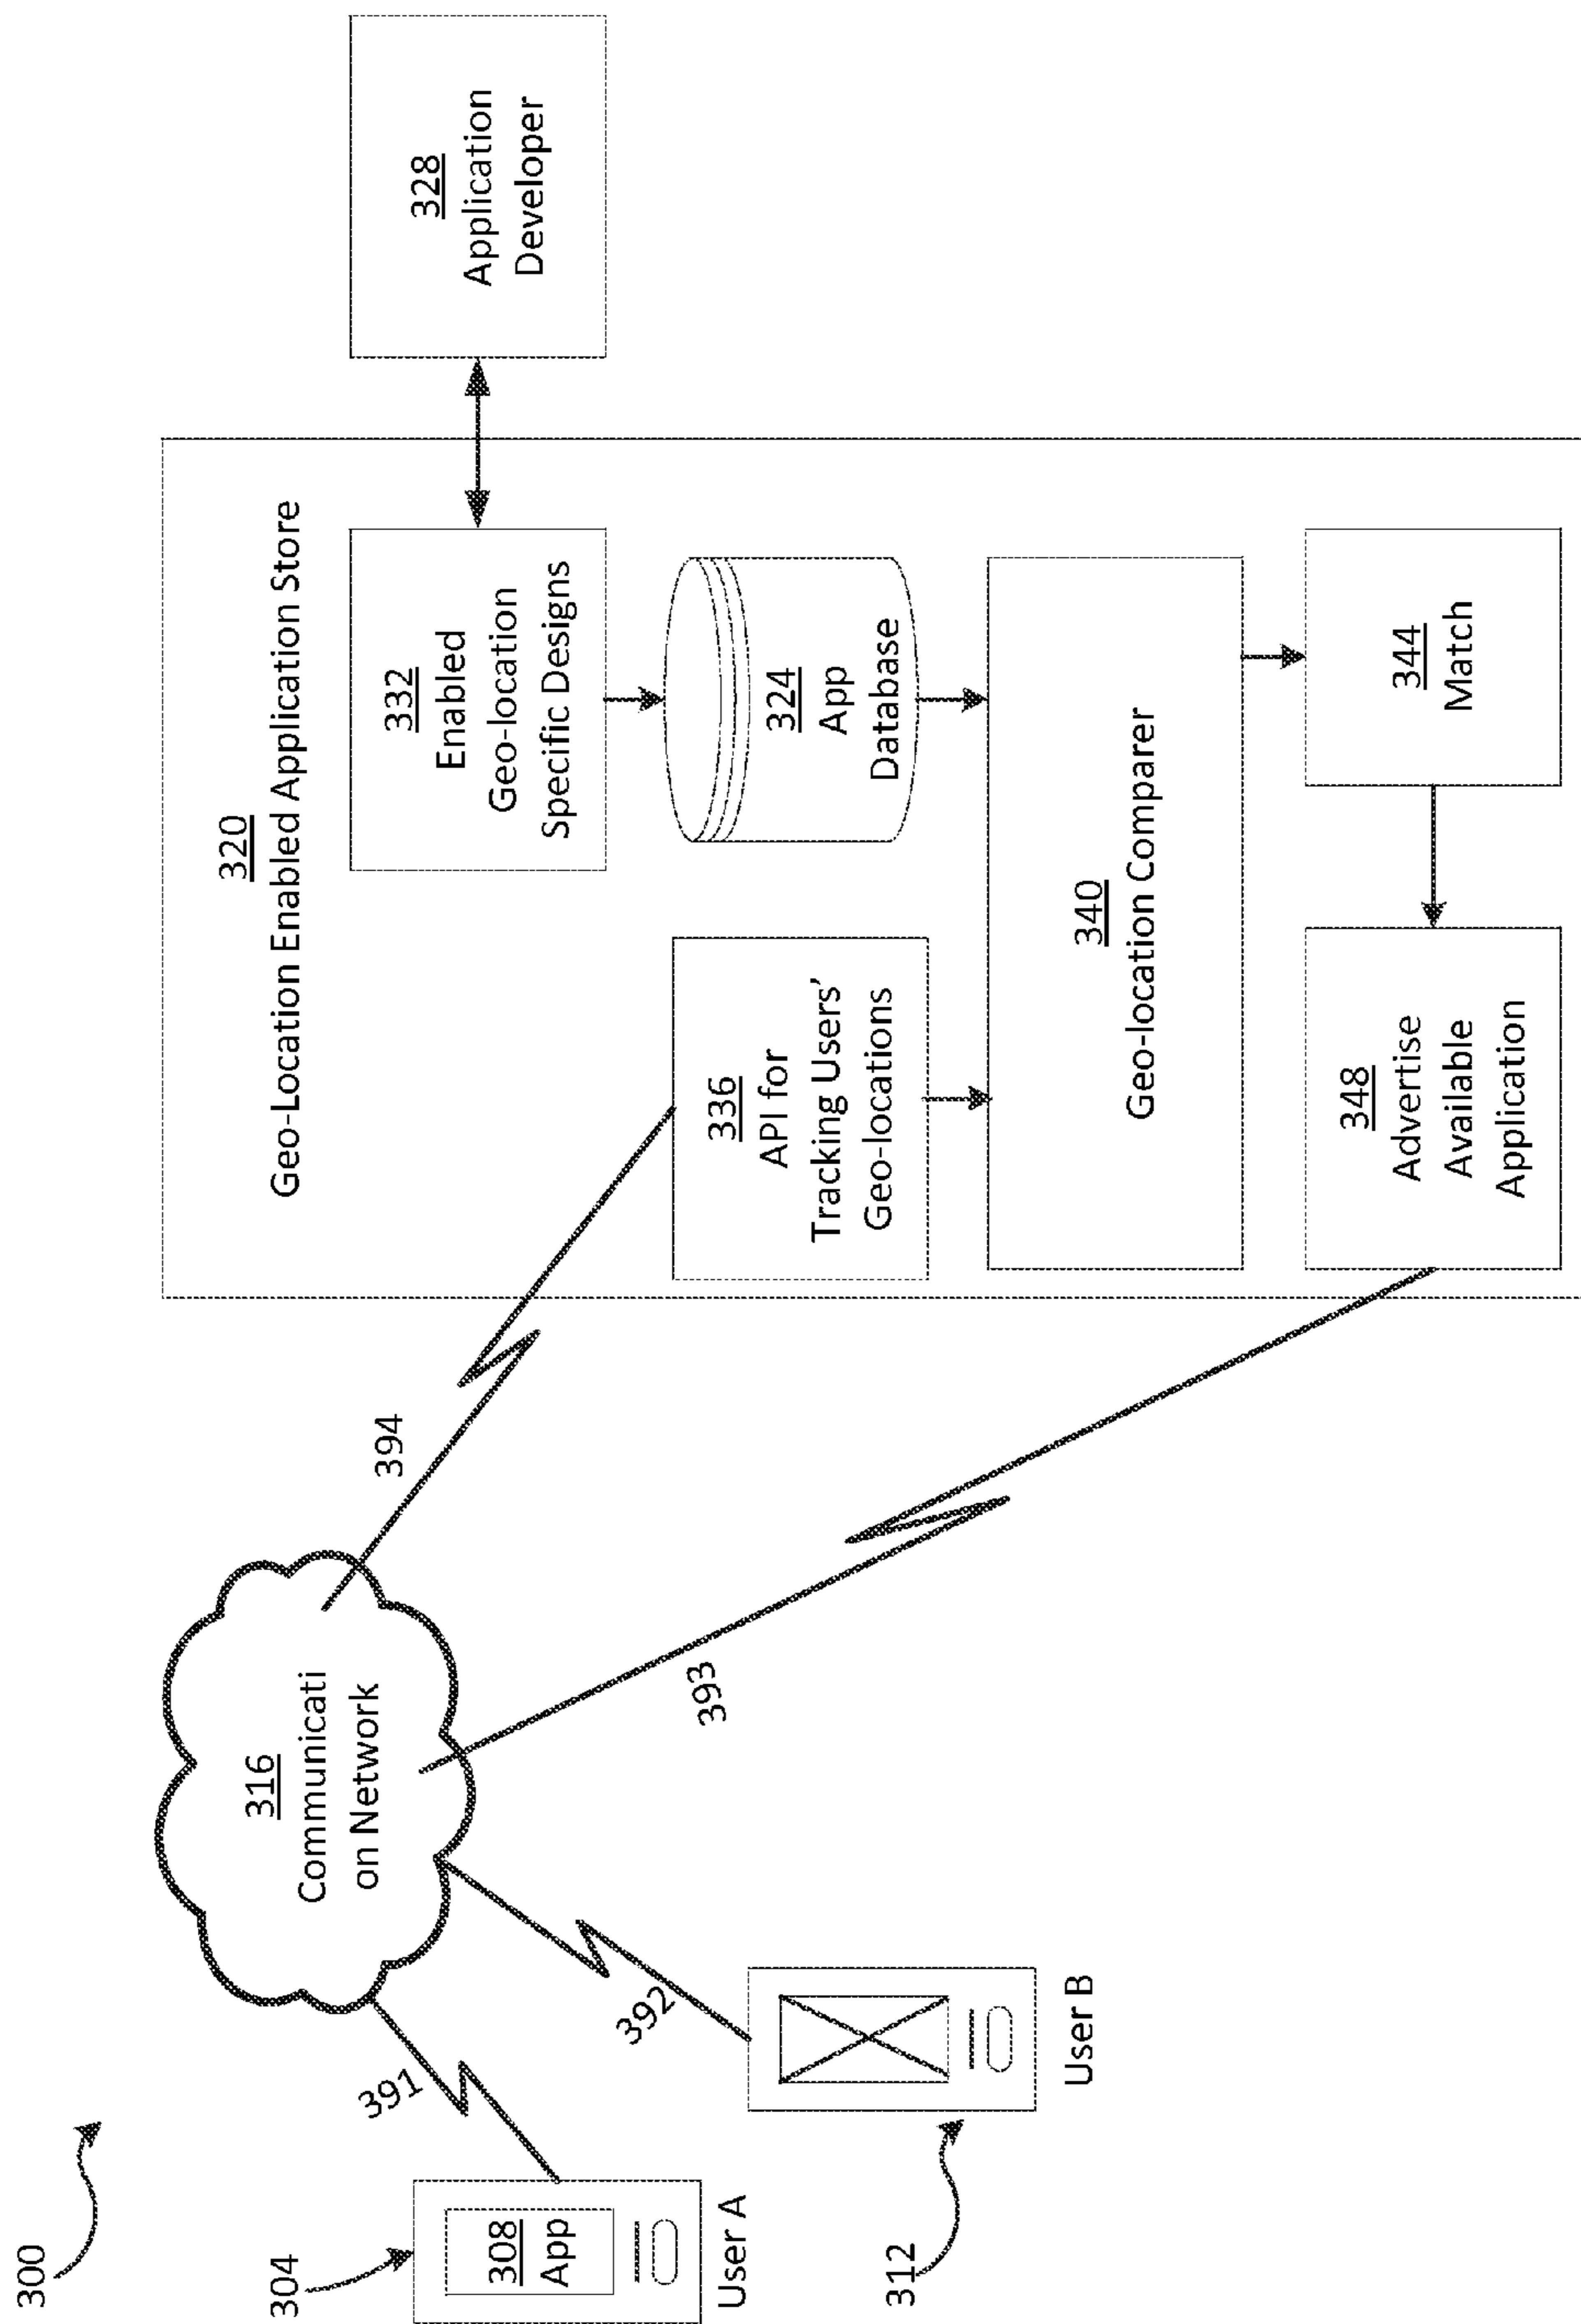 300
304
308
App
User A
312
User B
391
392
316
Communicati
on Network
394
393
320
Geo-Location Enabled Application Store
332
Enabled
Geo-location
Specific Designs
328
Application
Developer
336
API for
Tracking Users’
Geo-locations
324
App
Database
340
Geo-location Comparer
348
Advertise
Available
Application
344
Match